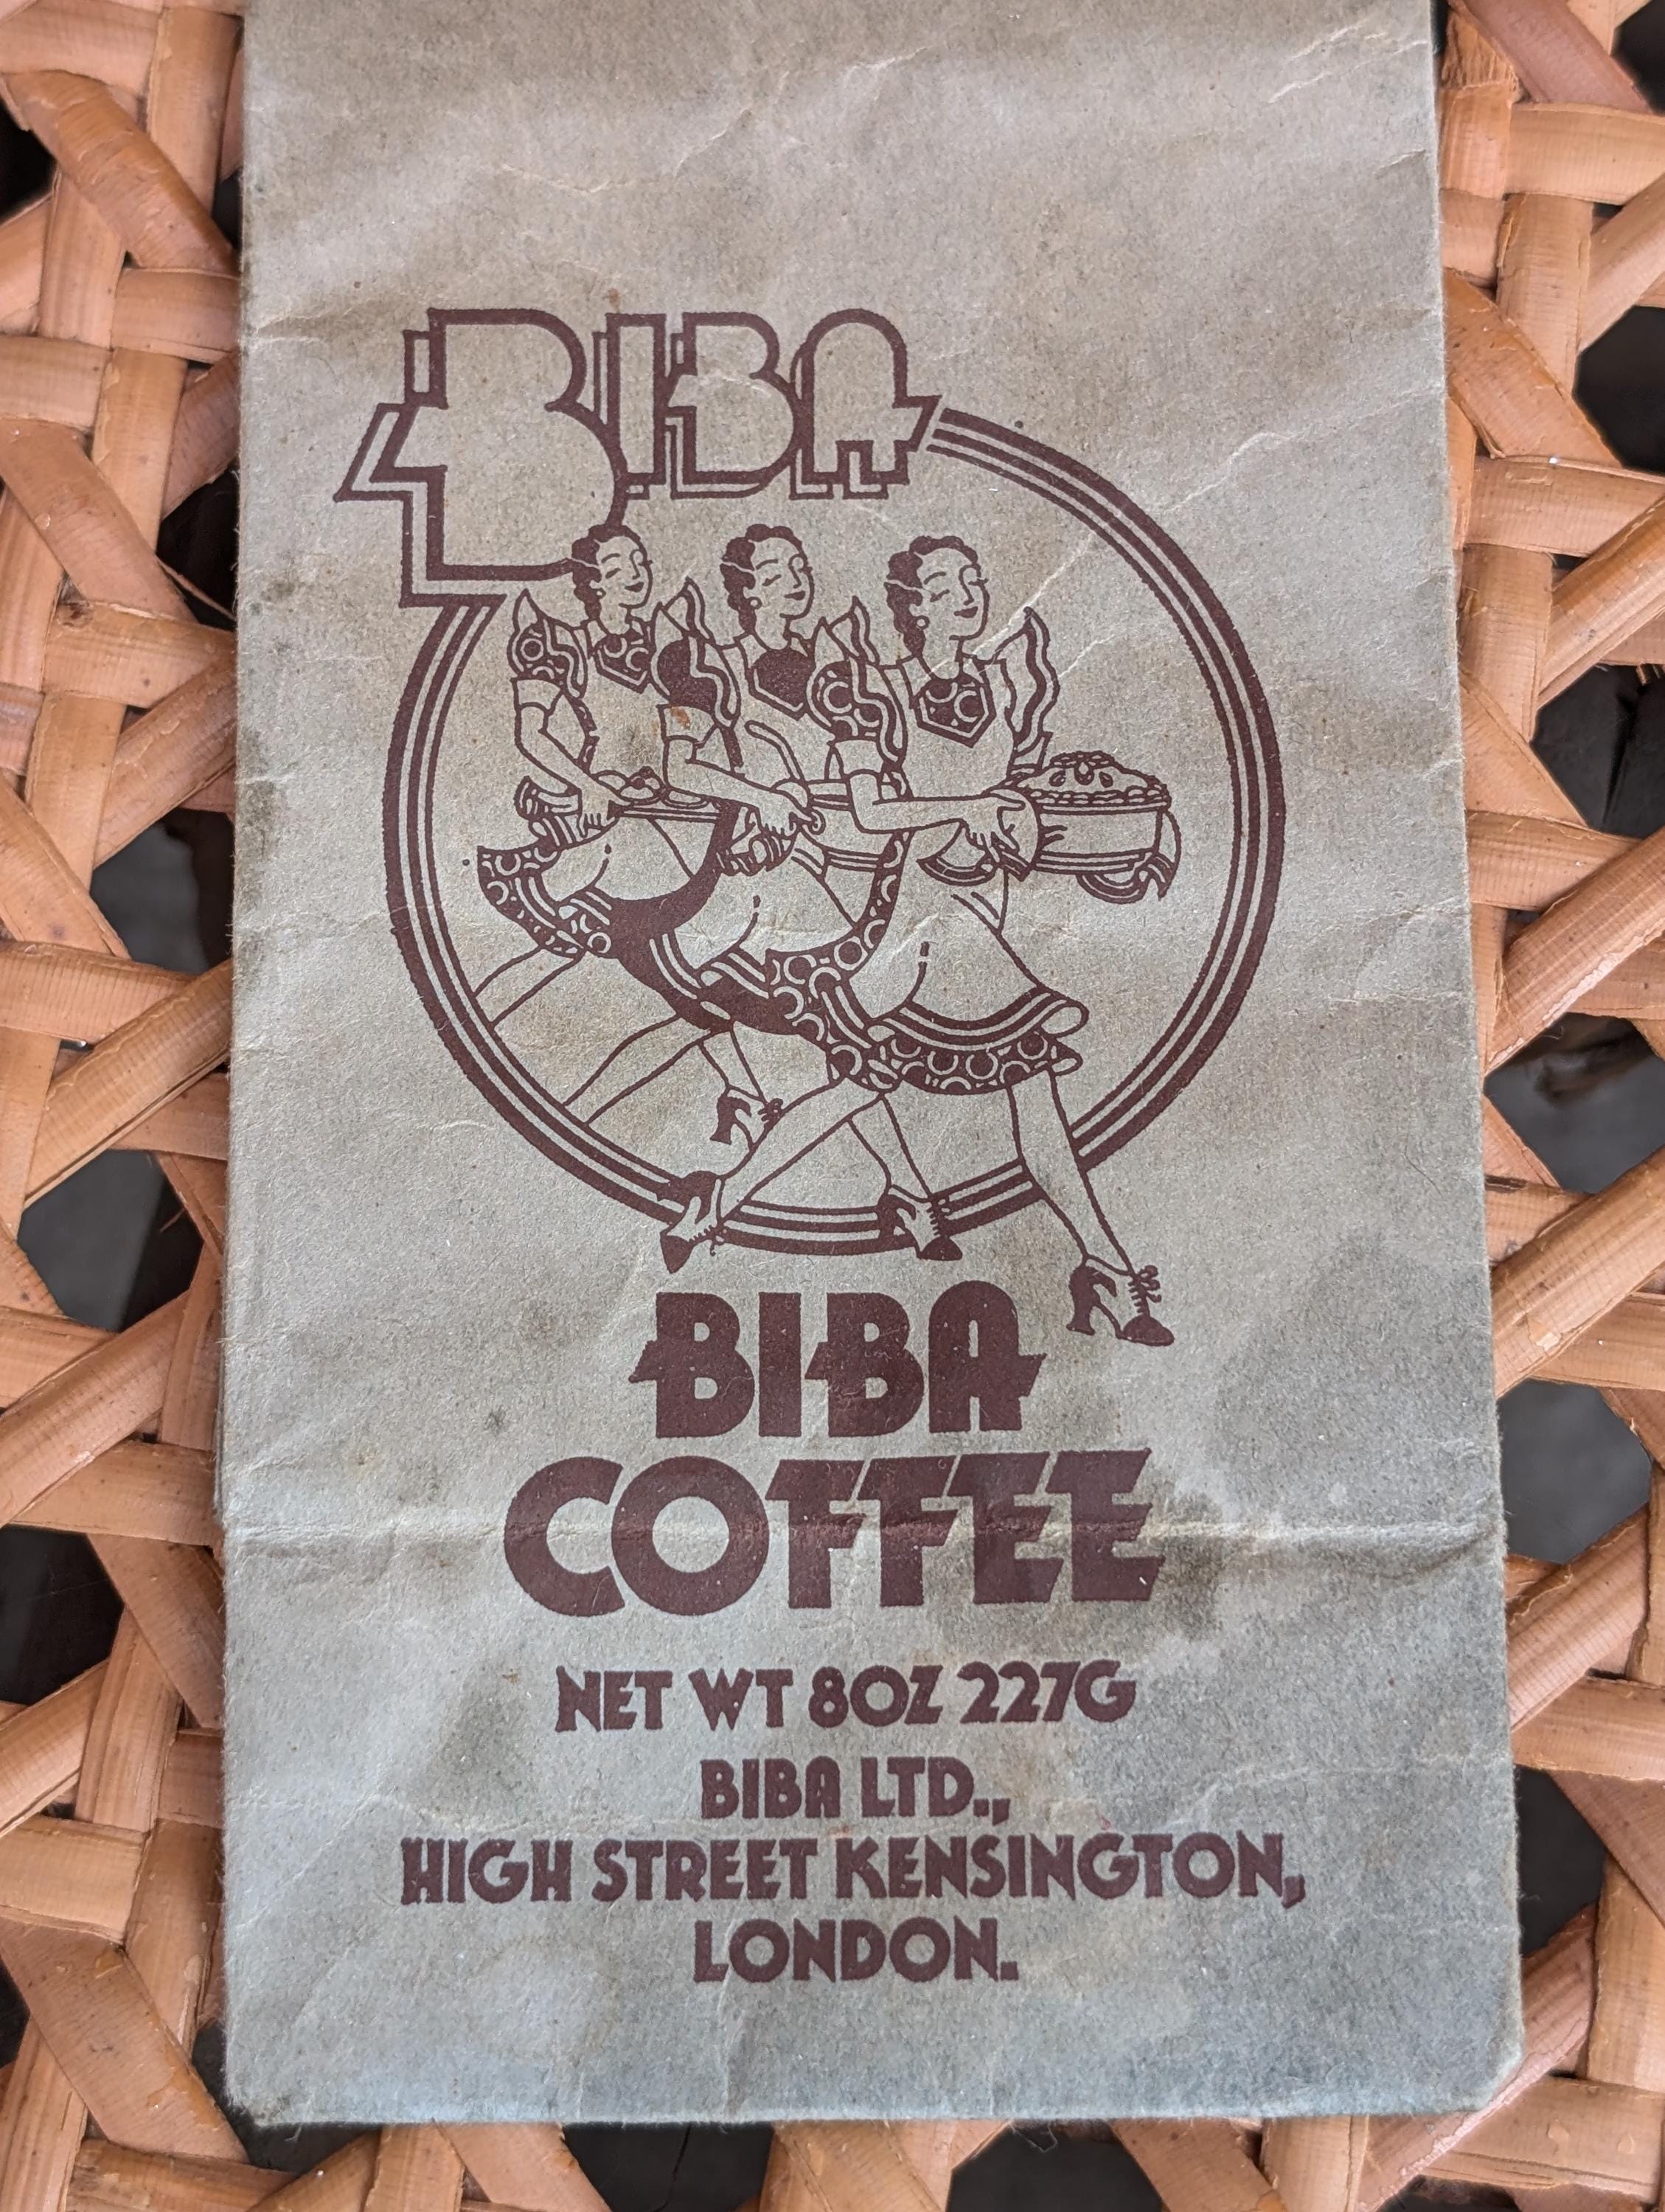 BIBA
BIBA
COFFEE
NET WT 8OZ 227G
BIBA LTD.,
HIGH STREET KENSINGTON,
LONDON.